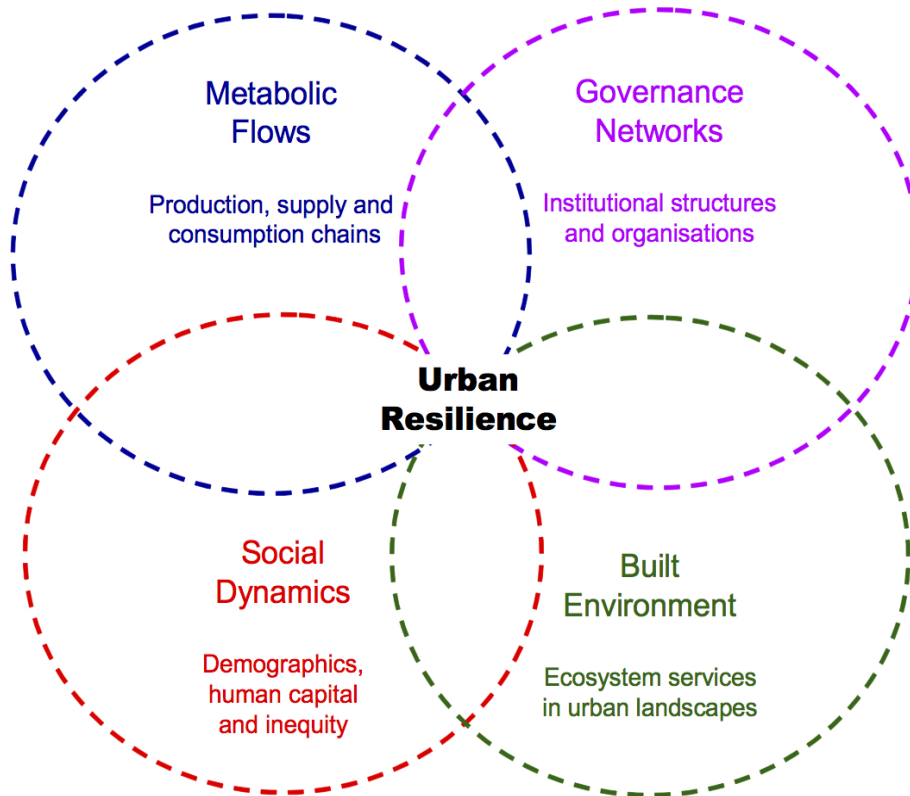 Metabolic
Flows
Production, supply and
consumption chains
Governance
Networks
Institutional structures
and organisations
Urban
Resilience
Social
Dynamics
Demographics,
human capital
and inequity
Built
Environment
Ecosystem services
in urban landscapes